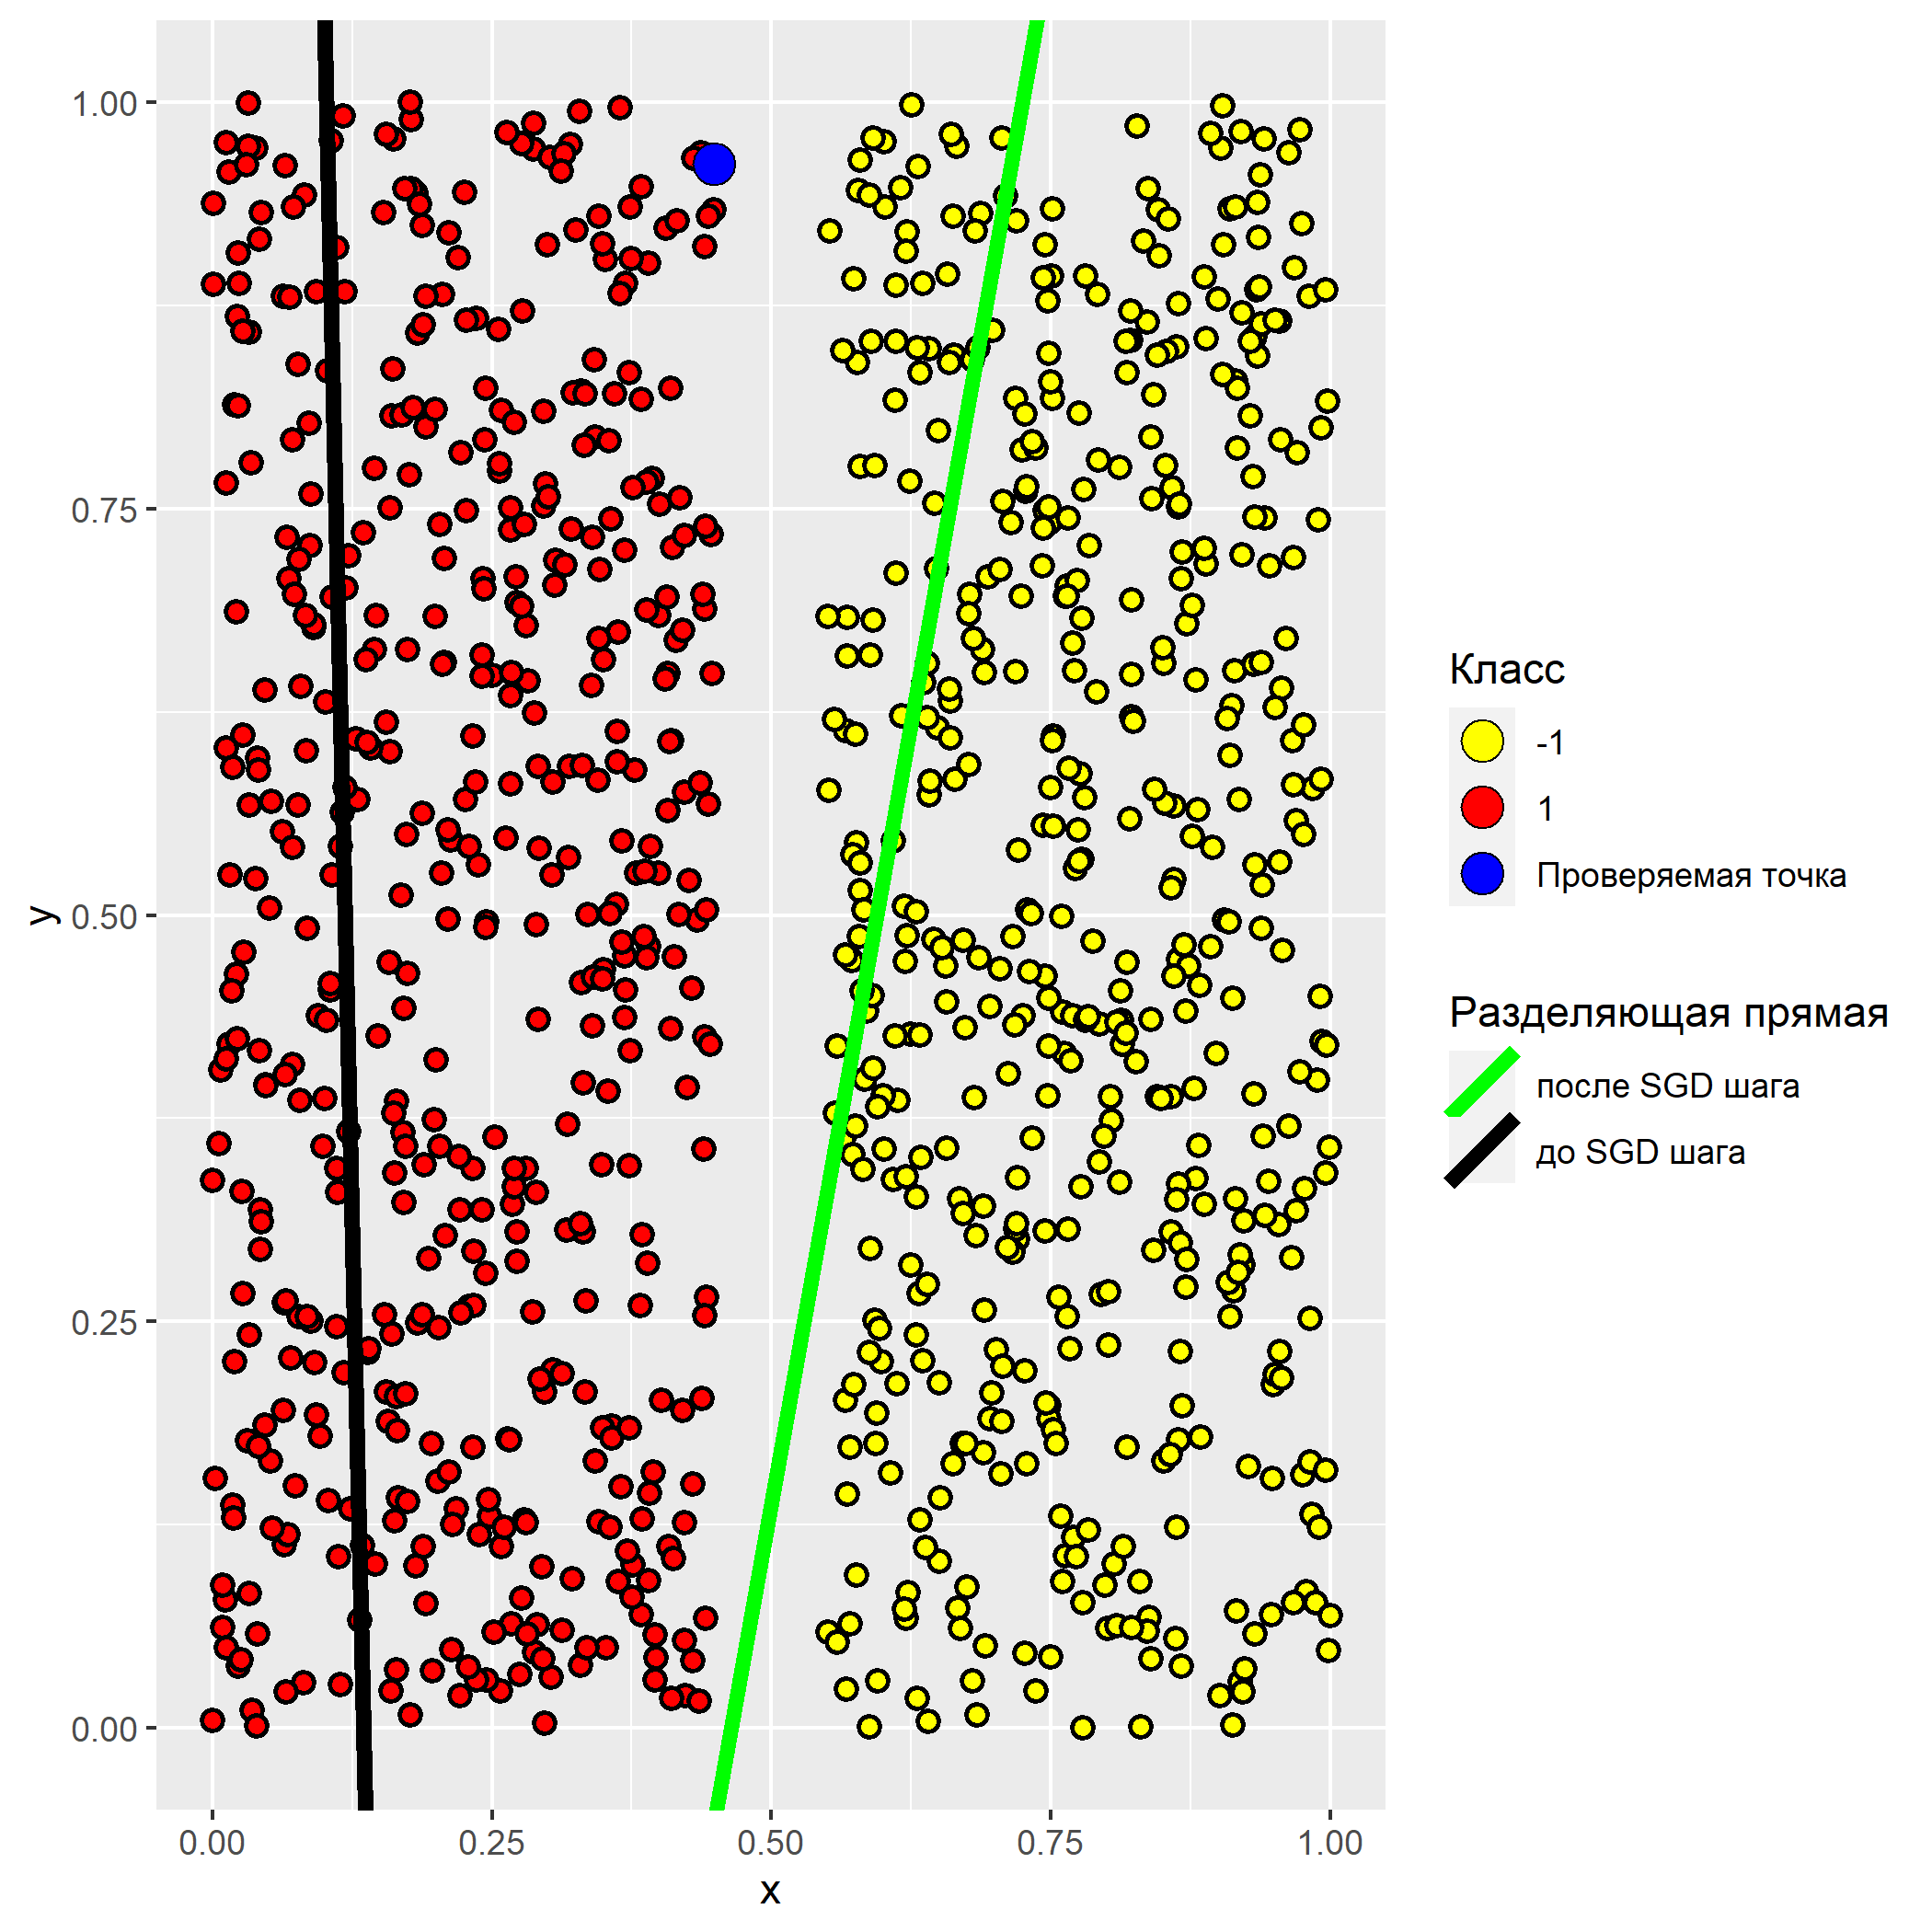 1.00
0.75
0.50
0.25
0.00
y
0.00 0.25 0.50 0.75 1.00
x
Класс
-1
1
Проверяемая точка
Разделяющая прямая
после SGD шага
до SGD шага